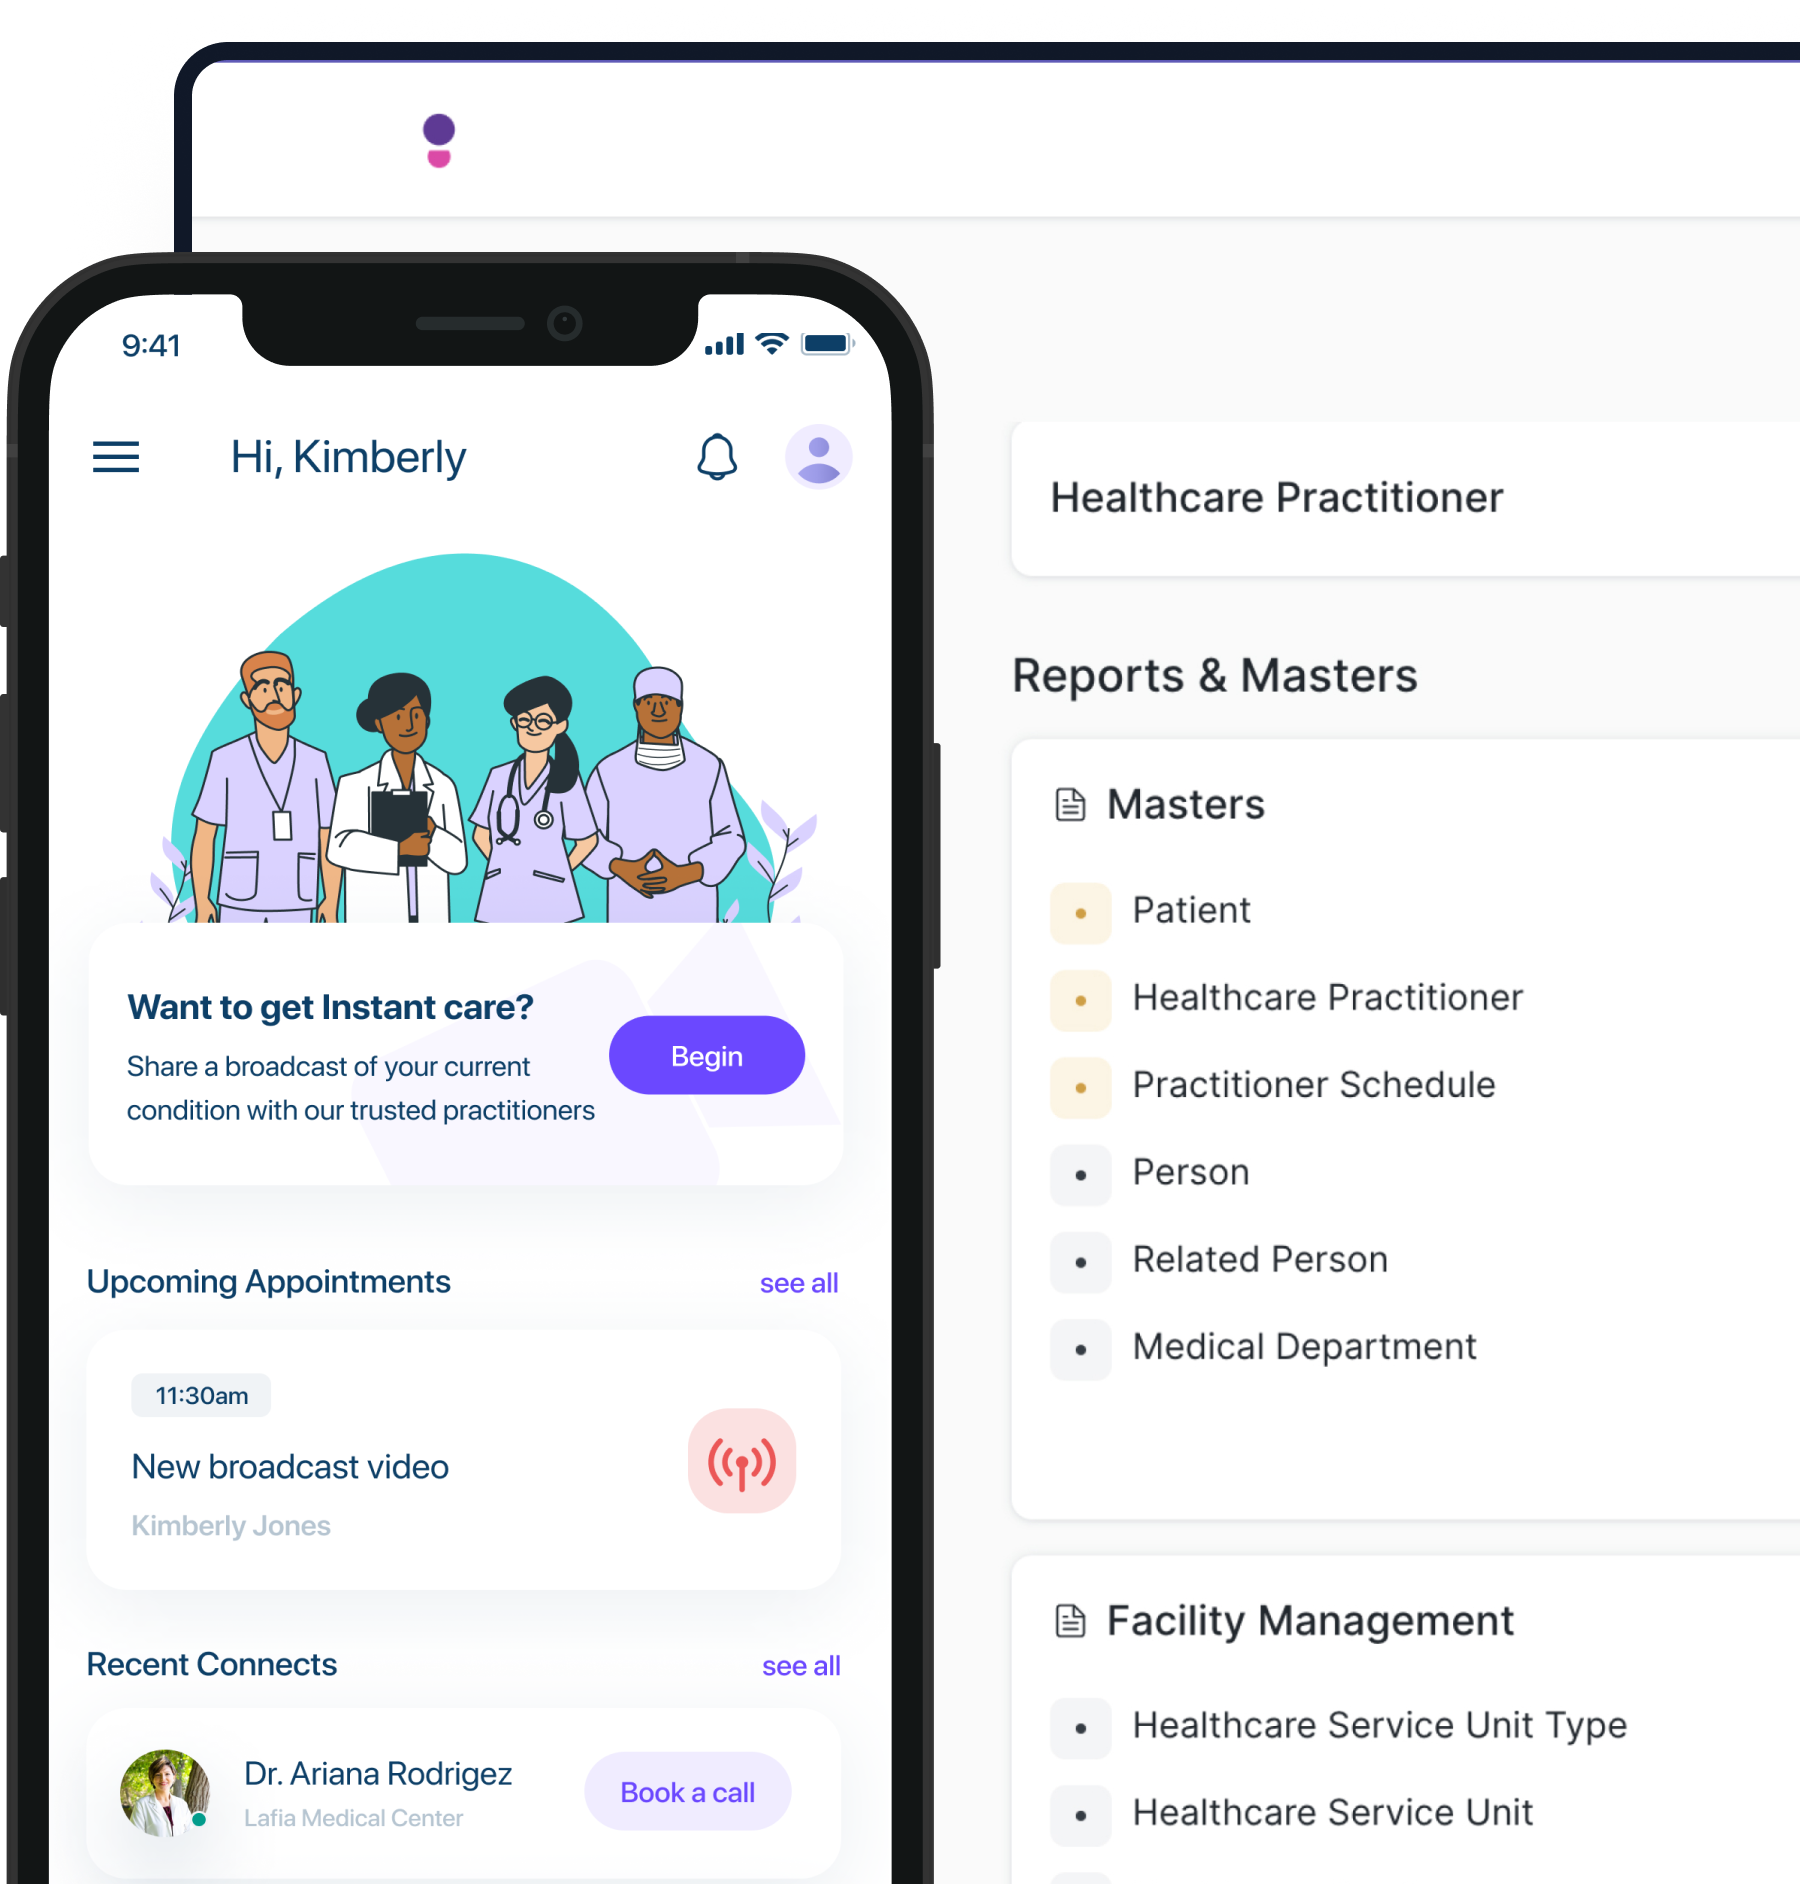 9:41
Hi, Kimberly
Want to get Instant care?
Share a broadcast of your current
condition with our trusted practitioners
Begin
Upcoming Appointments
see all
11:30am
New broadcast video
Kimberly Jones
Recent Connects
see all
Dr. Ariana Rodrigez
Lafia Medical Center
Book a call
Healthcare Practitioner
Reports & Masters
Masters
Patient
Healthcare Practitioner
Practitioner Schedule
Person
Related Person
Medical Department
Facility Management
Healthcare Service Unit Type
Healthcare Service Unit